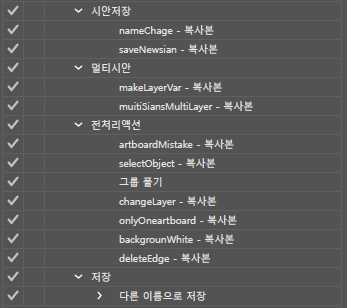 시안저장
nameChage - 복사본
saveNewsian - 복사본
멀티시안
makeLayerVar - 복사본
muitiSiansMultiLayer - 복사본
전처리액션
artboardMistake - 복사본
selectObject - 복사본
그룹 풀기
changeLayer - 복사본
onlyOneartboard - 복사본
backgrounWhite - 복사본
deleteEdge - 복사본
저장
다른 이름으로 저장